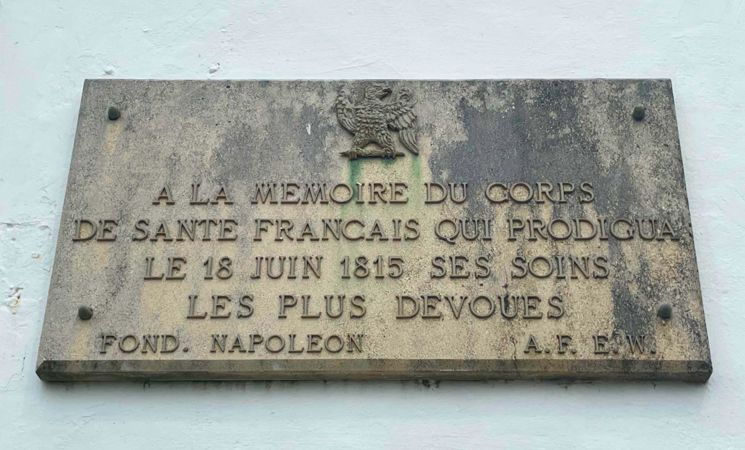 A LA MEMOIRE DU CORPS
DE SANTE FRANCAIS QUI PRODIGUA
LE 18 JUIN 1815 SES SOINS
LES PLUS DEVOUES
FOND. NAPOLEON A.F. E.W.